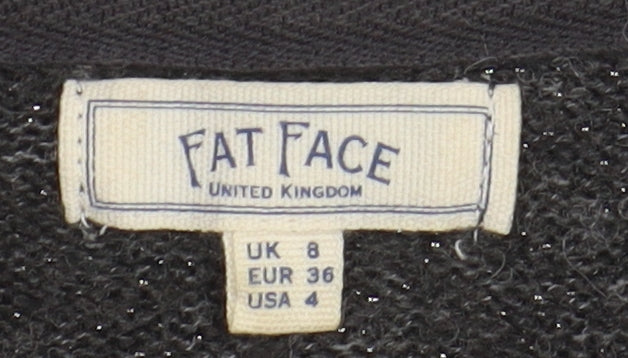 FAT FACE
UNITED KINGDOM
UK 8
EUR 36
USA 4